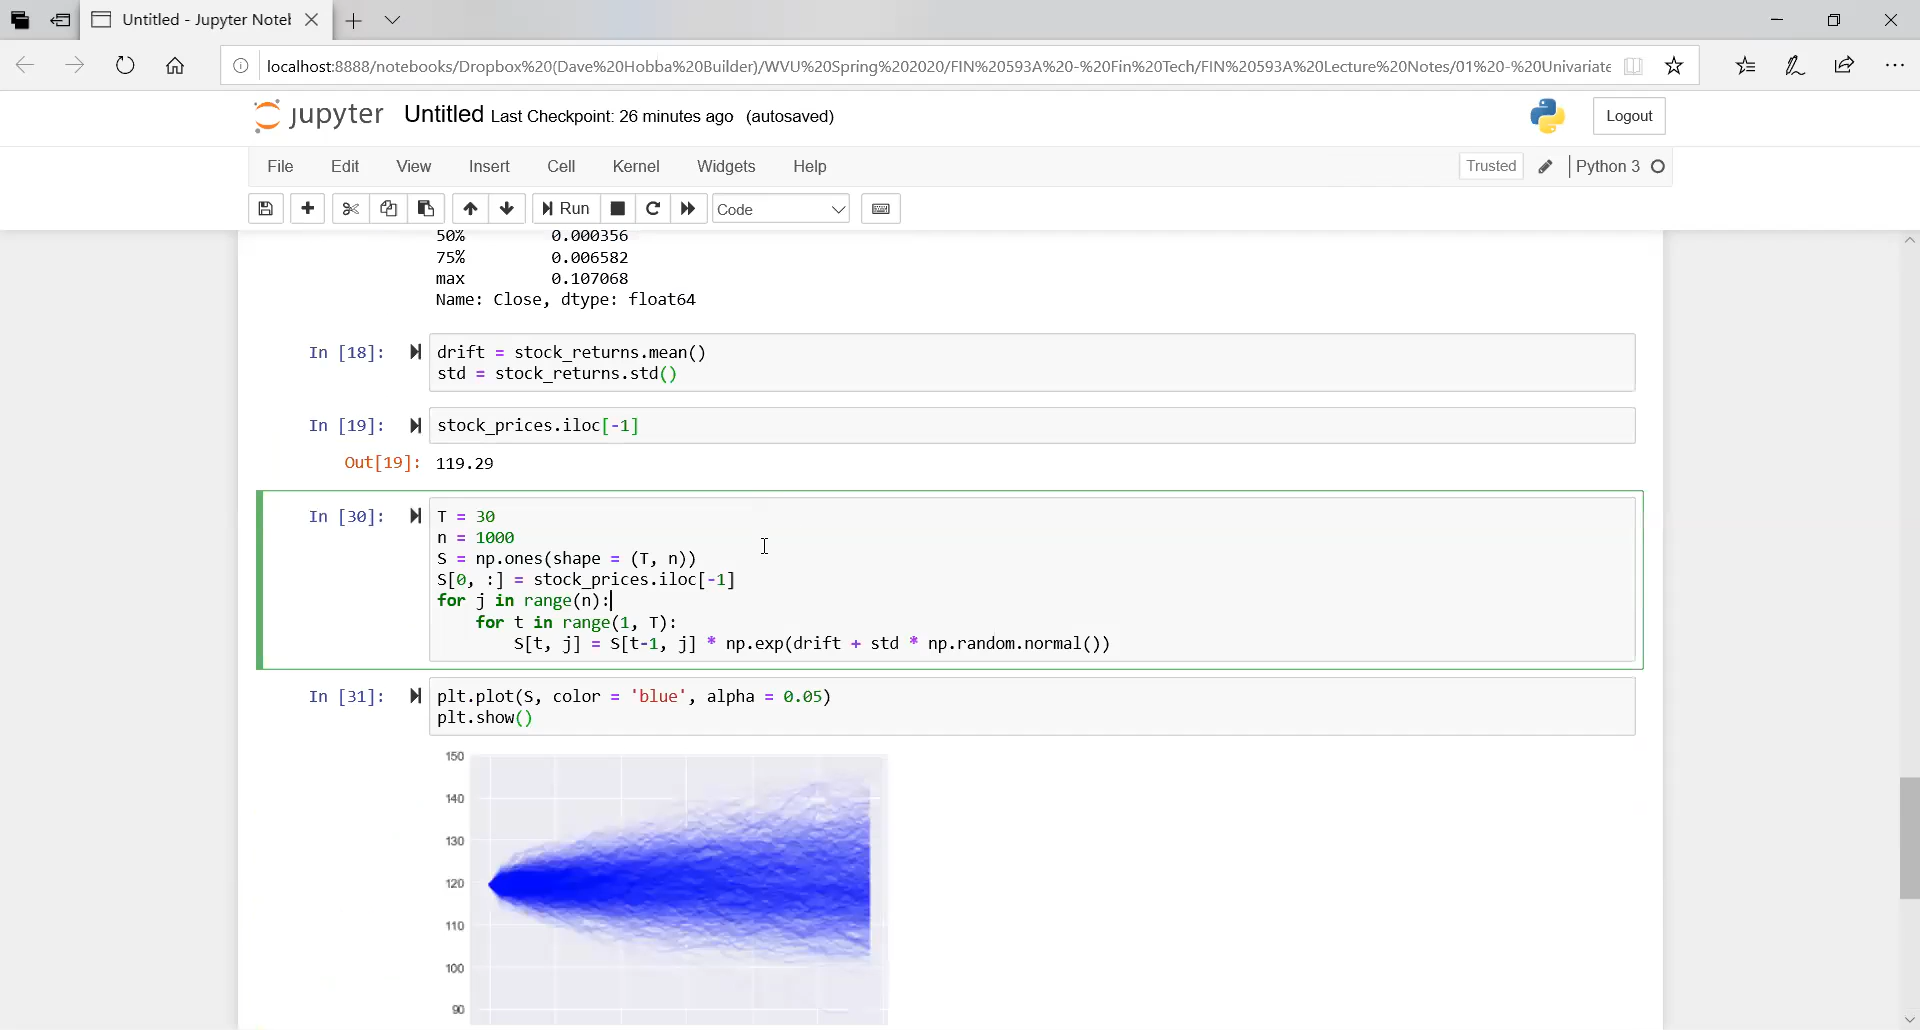 Untitled - Jupyter Notel
localhost:8888/notebooks/Dropbox%20(Dave%20Hobba%20Builder)/WVU%20Spring%202020/FIN%20593A%20-%20Fin%20Tech/FIN%20593A%20Lecture%20Notes/01%20-%20Univariate
jupyter Untitled Last Checkpoint: 26 minutes ago (autosaved)
Logout
File Edit View Insert Cell Kernel Widgets Help
Trusted Python 3
Run Code
50% 0.000356
75% 0.006582
max 0.107068
Name: Close, dtype: float64
In [18]: drift = stock_returns.mean()
std = stock_returns.std()
In [19]: stock_prices.iloc[-1]
Out[19]: 119.29
In [30]: T = 30
n = 1000
S = np.ones(shape = (T, n))
S[0, :] = stock_prices.iloc[-1]
for j in range(n):
    for t in range(1, T):
        S[t, j] = S[t-1, j] * np.exp(drift + std * np.random.normal())
In [31]: plt.plot(S, color = 'blue', alpha = 0.05)
plt.show()
150
140
130
120
110
100
90